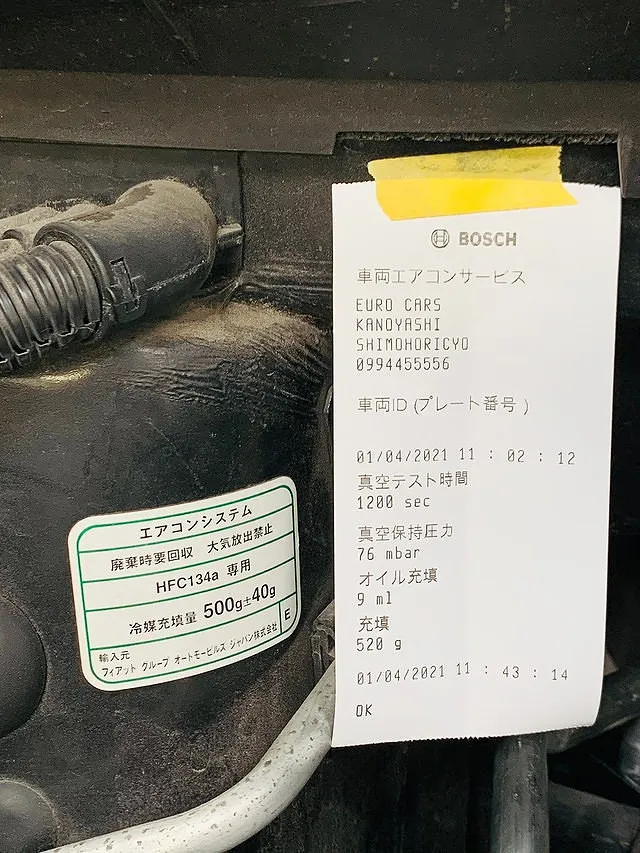 BOSCH
車両エアコンサービス
EURO CARS
KANOYASHI
SHIMOHORICYO
0994455556
車両ID (プレート番号 )
01/04/2021 11 : 02 : 12
真空テスト時間
1200 sec
真空保持圧力
76 mbar
オイル充填
9 ml
充填
520 g
01/04/2021 11 : 43 : 14
OK
エアコンシステム
廃棄時要回収 大気放出禁止
HFC134a 専用
冷媒充填量 500g±40g
輸入元
フィアット グループ オートモービルズ ジャパン株式会社
E